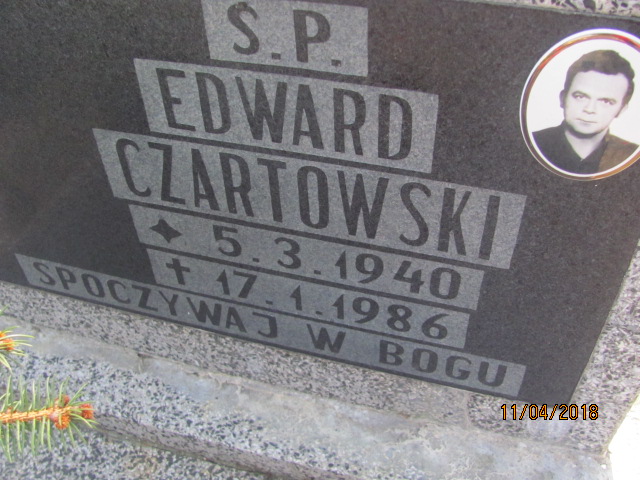 S.P.
EDWARD
CZARTOWSKI
✦ 5.3.1940
✝ 17.1.1986
SPOCZYWAJ W BOGU
11/04/2018